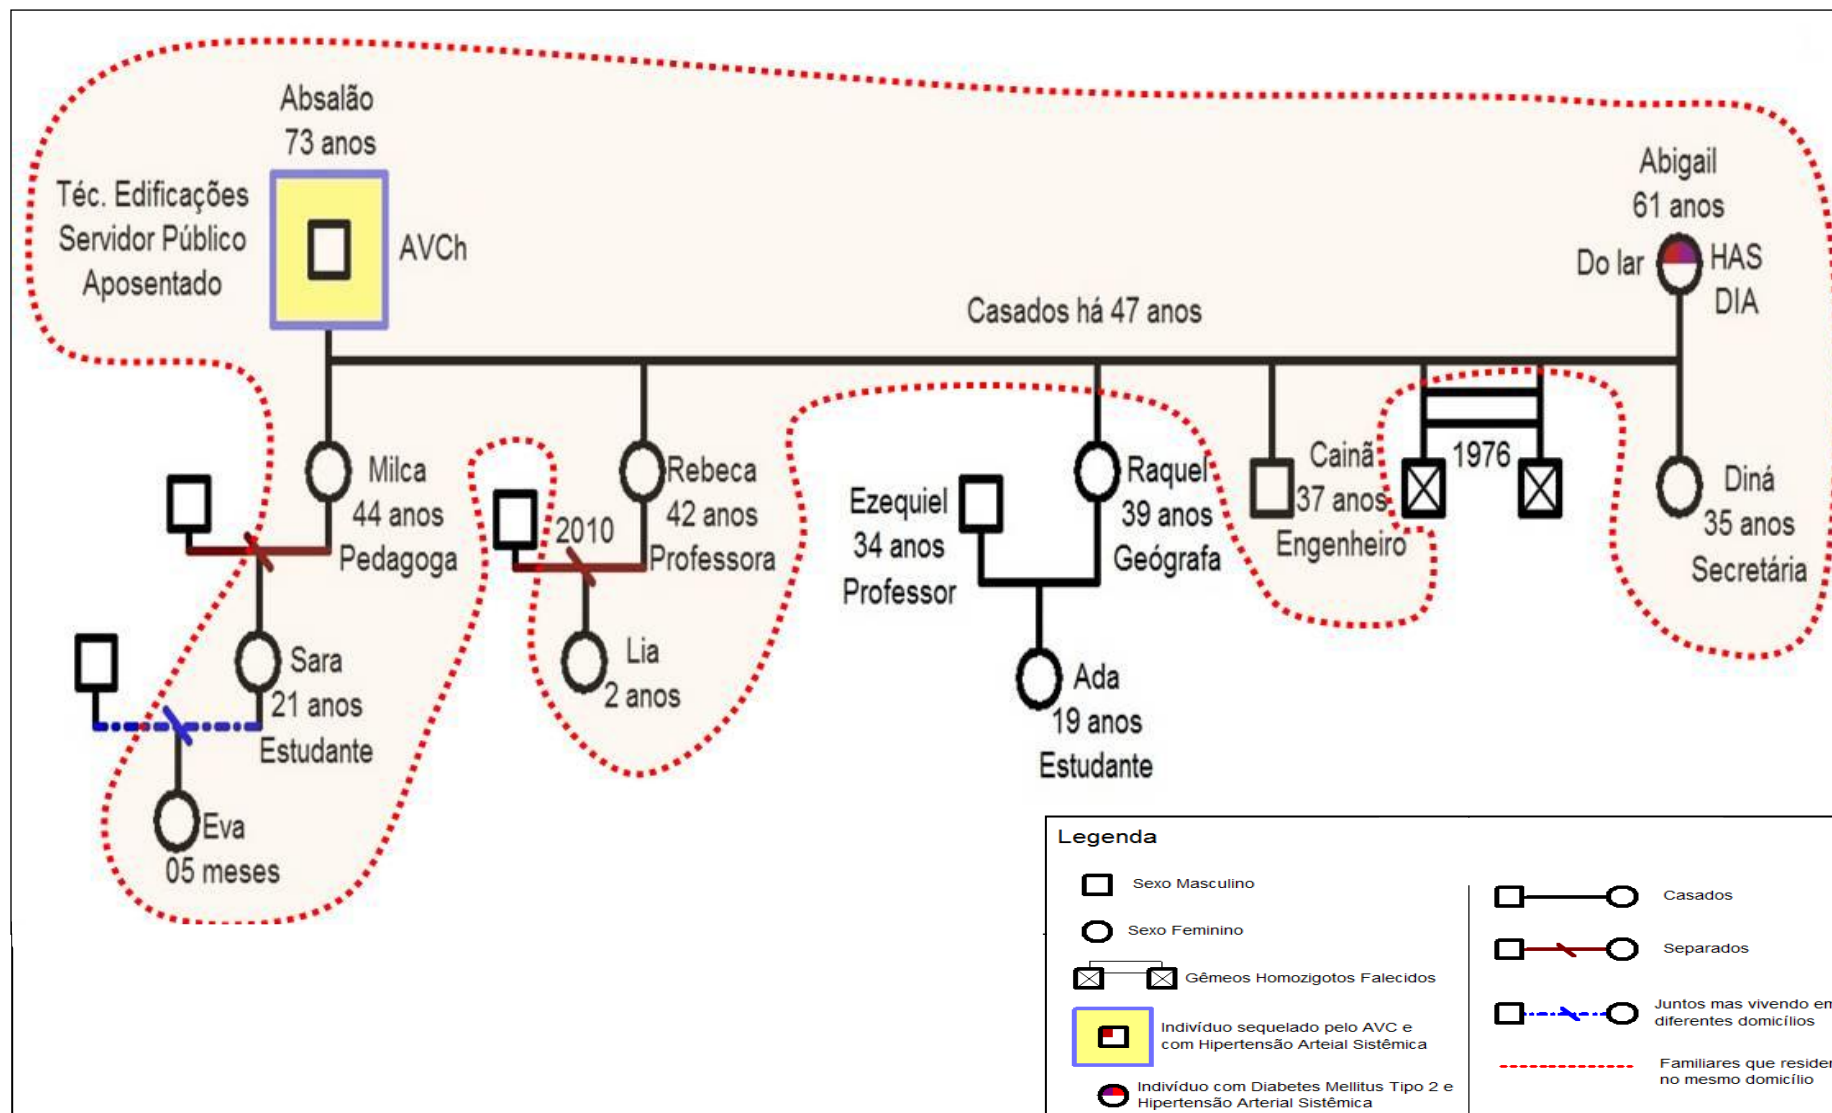 Absalão
73 anos
Téc. Edificações
Servidor Público
Aposentado
AVCh
Abigail
61 anos
Do lar
HAS
DIA
Casados há 47 anos
Milca
44 anos
Pedagoga
2010
Rebeca
42 anos
Professora
Ezequiel
34 anos
Professor
Raquel
39 anos
Geógrafa
Cainã
37 anos
Engenheiro
1976
Diná
35 anos
Secretária
Sara
21 anos
Estudante
Lia
2 anos
Ada
19 anos
Estudante
Eva
05 meses
Legenda
Sexo Masculino
Sexo Feminino
Gêmeos Homozigotos Falecidos
Indivíduo sequelado pelo AVC e
com Hipertensão Arteial Sistêmica
Indivíduo com Diabetes Mellitus Tipo 2 e
Hipertensão Arterial Sistêmica
Casados
Separados
Juntos mas vivendo em
diferentes domicílios
Familiares que reside
no mesmo domicílio